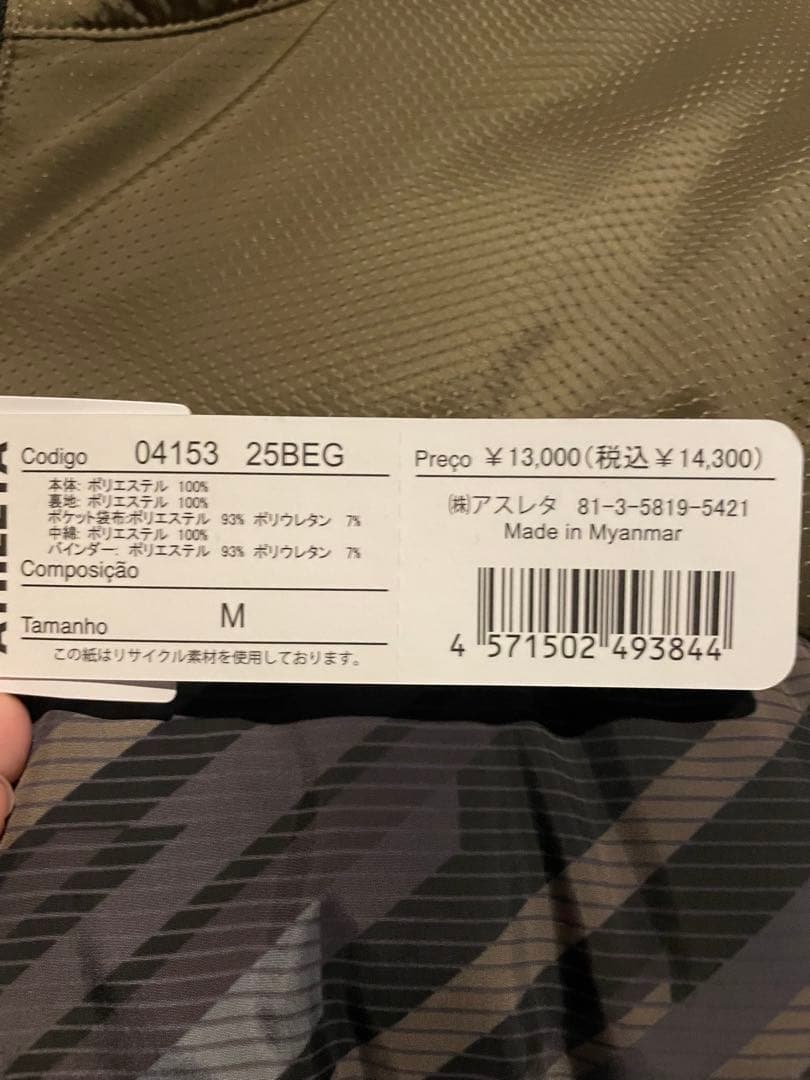 Codigo 04153 25BEG
本体: ポリエステル 100%
裏地: ポリエステル 100%
ポケット袋布:ポリエステル 93% ポリウレタン 7%
中綿: ポリエステル 100%
バインダー: ポリエステル 93% ポリウレタン 7%
Composição
Tamanho M
この紙はリサイクル素材を使用しております。
Preço ¥13,000(税込¥14,300)
㈱アスレタ 81-3-5819-5421
Made in Myanmar
4 571502 493844